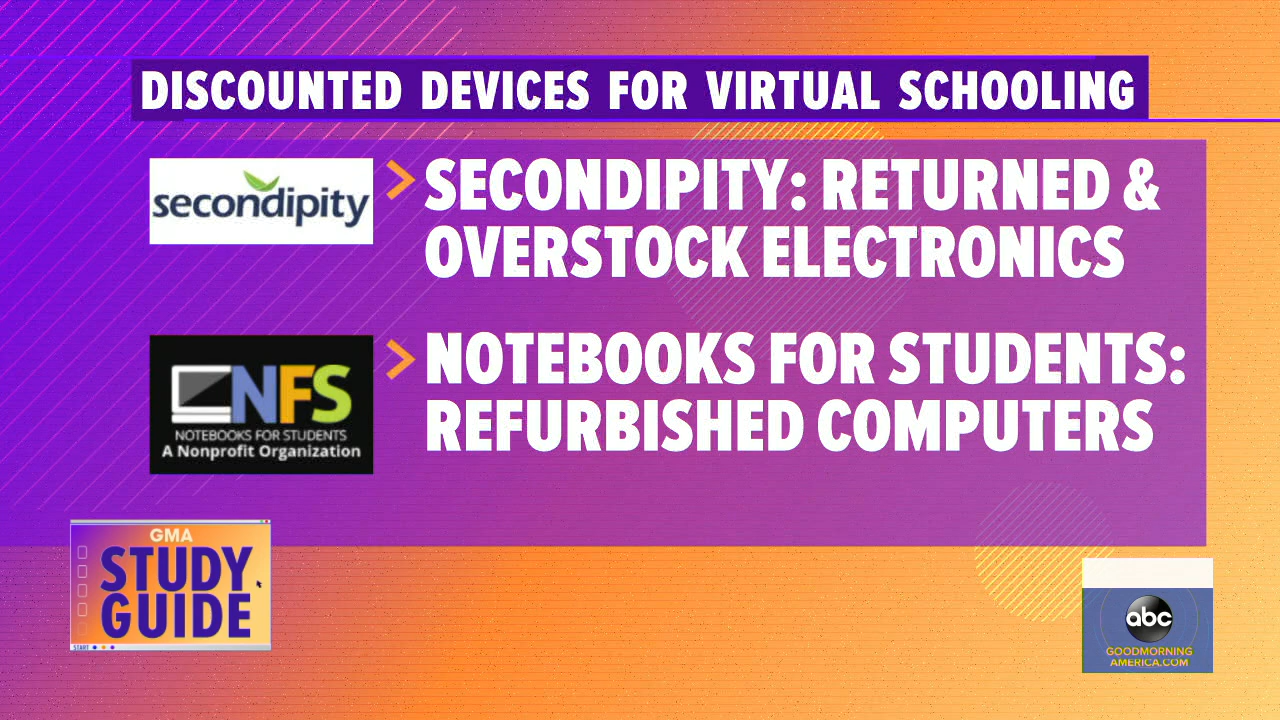 DISCOUNTED DEVICES FOR VIRTUAL SCHOOLING
secondipity
SECONDIPITY: RETURNED &
OVERSTOCK ELECTRONICS
NFS
NOTEBOOKS FOR STUDENTS
A Nonprofit Organization
NOTEBOOKS FOR STUDENTS:
REFURBISHED COMPUTERS
GMA
STUDY
GUIDE
START
abc
GOODMORNING
AMERICA.COM